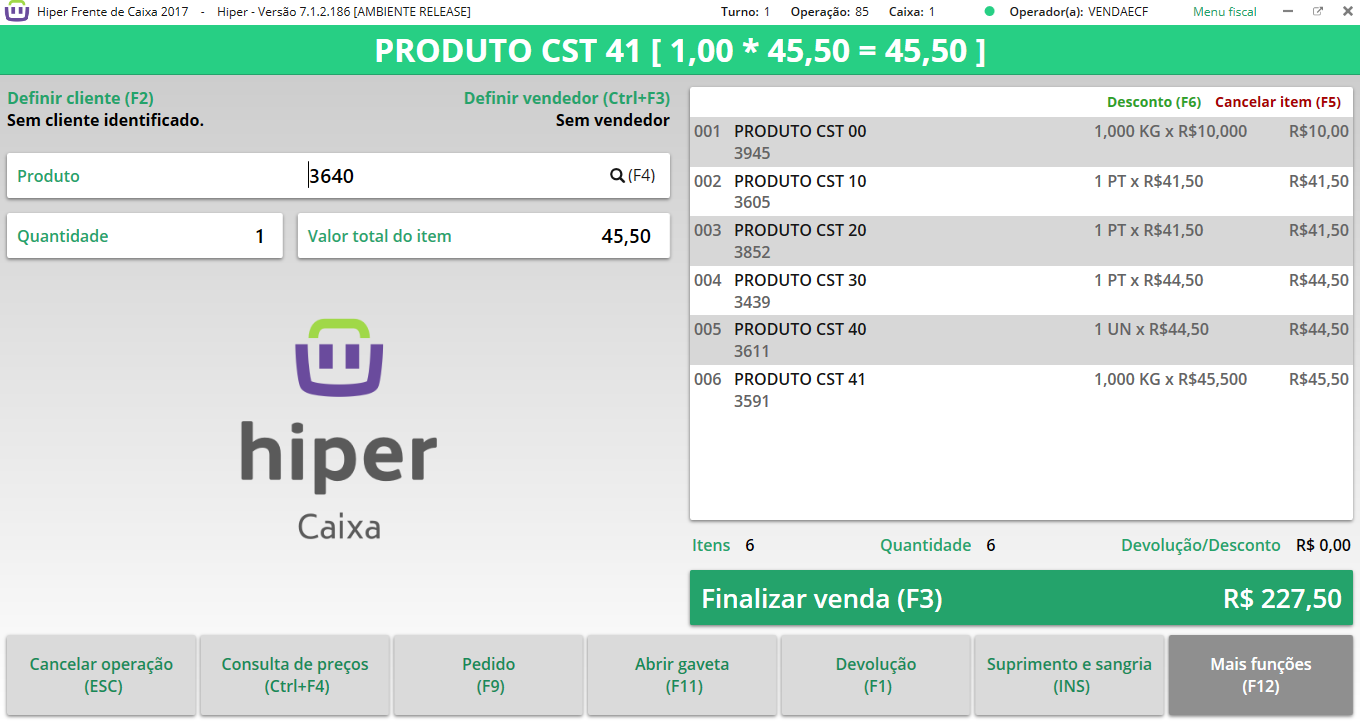 Hiper Frente de Caixa 2017 - Hiper - Versão 7.1.2.186 [AMBIENTE RELEASE] Turno: 1 Operação: 85 Caixa: 1 Operador(a): VENDAECF Menu fiscal
PRODUTO CST 41 [ 1,00 * 45,50 = 45,50 ]
Definir cliente (F2) Definir vendedor (Ctrl+F3)
Sem cliente identificado. Sem vendedor
Produto 3640 (F4)
Quantidade 1 Valor total do item 45,50
hiper
Caixa
Desconto (F6) Cancelar item (F5)
001 PRODUTO CST 00 1,000 KG x R$10,000 R$10,00
3945
002 PRODUTO CST 10 1 PT x R$41,50 R$41,50
3605
003 PRODUTO CST 20 1 PT x R$41,50 R$41,50
3852
004 PRODUTO CST 30 1 PT x R$44,50 R$44,50
3439
005 PRODUTO CST 40 1 UN x R$44,50 R$44,50
3611
006 PRODUTO CST 41 1,000 KG x R$45,500 R$45,50
3591
Itens 6 Quantidade 6 Devolução/Desconto R$ 0,00
Finalizar venda (F3) R$ 227,50
Cancelar operação
(ESC)
Consulta de preços
(Ctrl+F4)
Pedido
(F9)
Abrir gaveta
(F11)
Devolução
(F1)
Suprimento e sangria
(INS)
Mais funções
(F12)